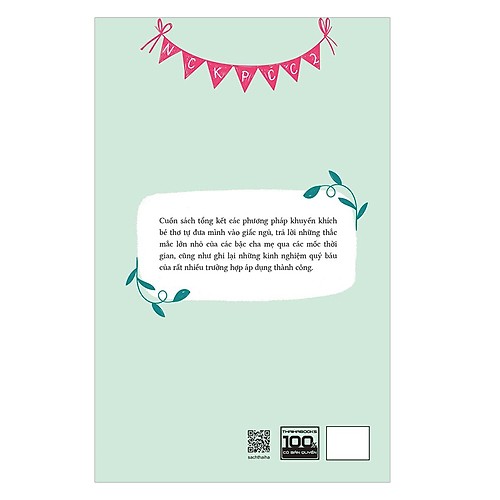 N C K P C C 2
Cuốn sách tổng kết các phương pháp khuyến khích
bé thơ tự đưa mình vào giấc ngủ, trả lời những thắc
mắc lớn nhỏ của các bậc cha mẹ qua các mốc thời
gian, cũng như ghi lại những kinh nghiệm quý báu
của rất nhiều trường hợp áp dụng thành công.
THAIHABOOKS
100%
CÓ BẢN QUYỀN
sachthaiha